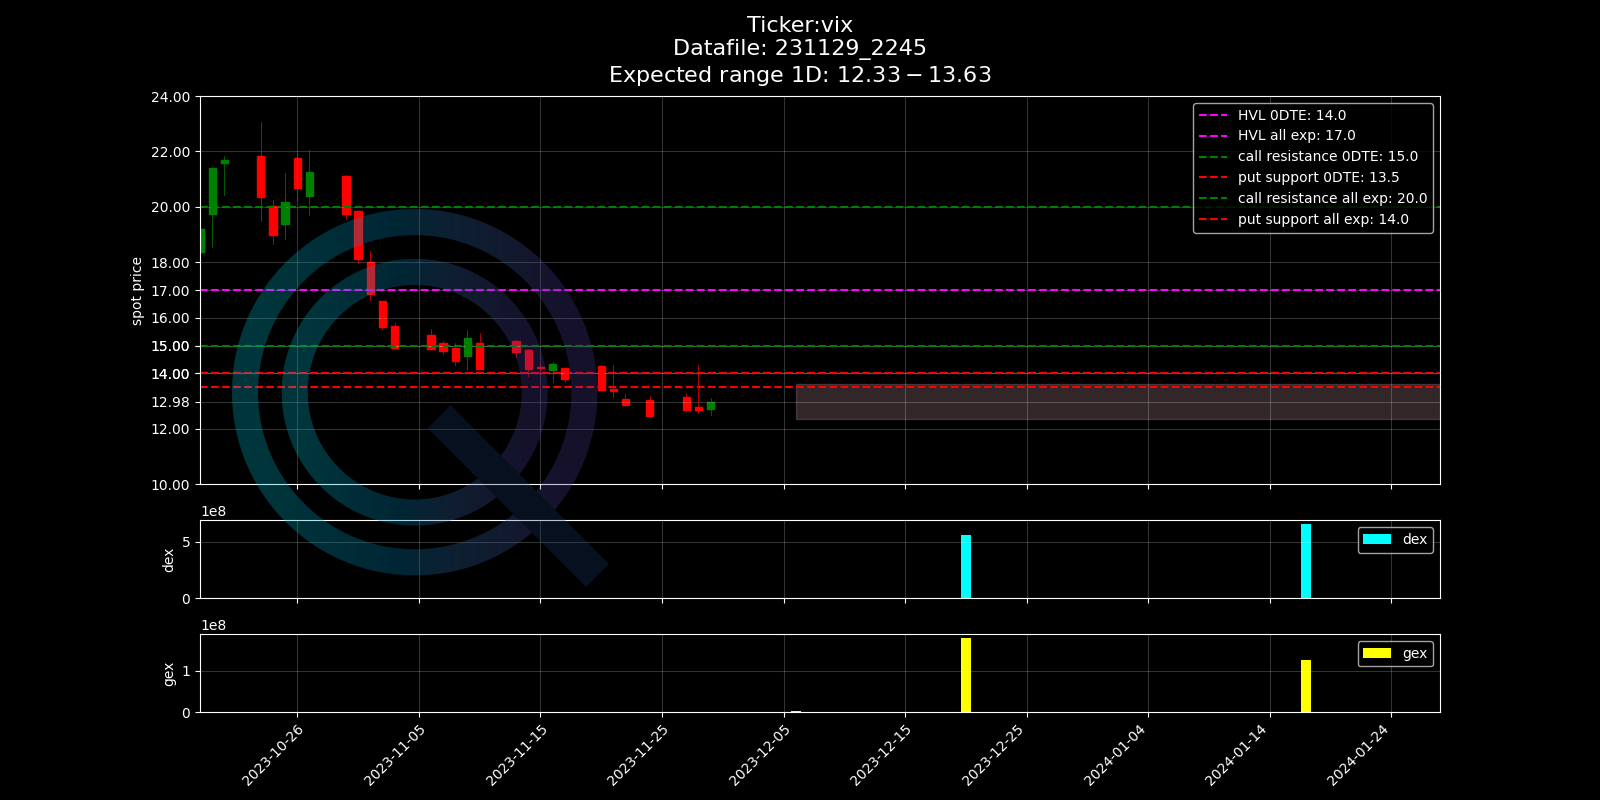 Ticker:vix
Datafile: 231129_2245
Expected range 1D: 12.33 − 13.63
24.00
22.00
20.00
18.00
17.00
16.00
15.00
14.00
12.98
12.00
10.00
spot price
HVL 0DTE: 14.0
HVL all exp: 17.0
call resistance 0DTE: 15.0
put support 0DTE: 13.5
call resistance all exp: 20.0
put support all exp: 14.0
1e8
5
0
dex
dex
1e8
1
0
gex
gex
2023-10-26
2023-11-05
2023-11-15
2023-11-25
2023-12-05
2023-12-15
2023-12-25
2024-01-04
2024-01-14
2024-01-24